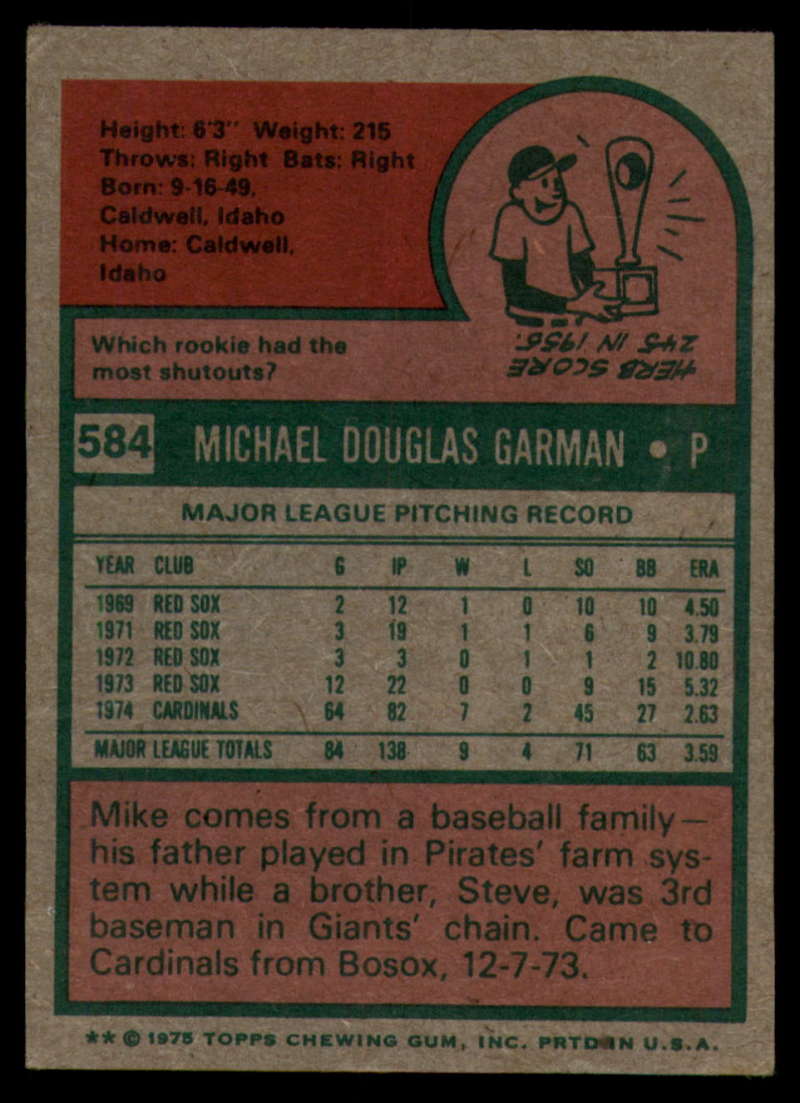 Height: 6'3" Weight: 215
Throws: Right Bats: Right
Born: 9-16-49,
Caldwell, Idaho
Home: Caldwell,
Idaho
Which rookie had the
most shutouts?
HERB SCORE
245 IN 1955.
584 MICHAEL DOUGLAS GARMAN • P
MAJOR LEAGUE PITCHING RECORD
YEAR CLUB G IP W L SO BB ERA
1969 RED SOX 2 12 1 0 10 10 4.50
1971 RED SOX 3 19 1 1 6 9 3.79
1972 RED SOX 3 3 0 1 1 2 10.80
1973 RED SOX 12 22 0 0 9 15 5.32
1974 CARDINALS 64 82 7 2 45 27 2.63
MAJOR LEAGUE TOTALS 84 138 9 4 71 63 3.59
Mike comes from a baseball family—
his father played in Pirates' farm sys-
tem while a brother, Steve, was 3rd
baseman in Giants' chain. Came to
Cardinals from Bosox, 12-7-73.
** © 1975 TOPPS CHEWING GUM, INC. PRTD IN U.S.A.